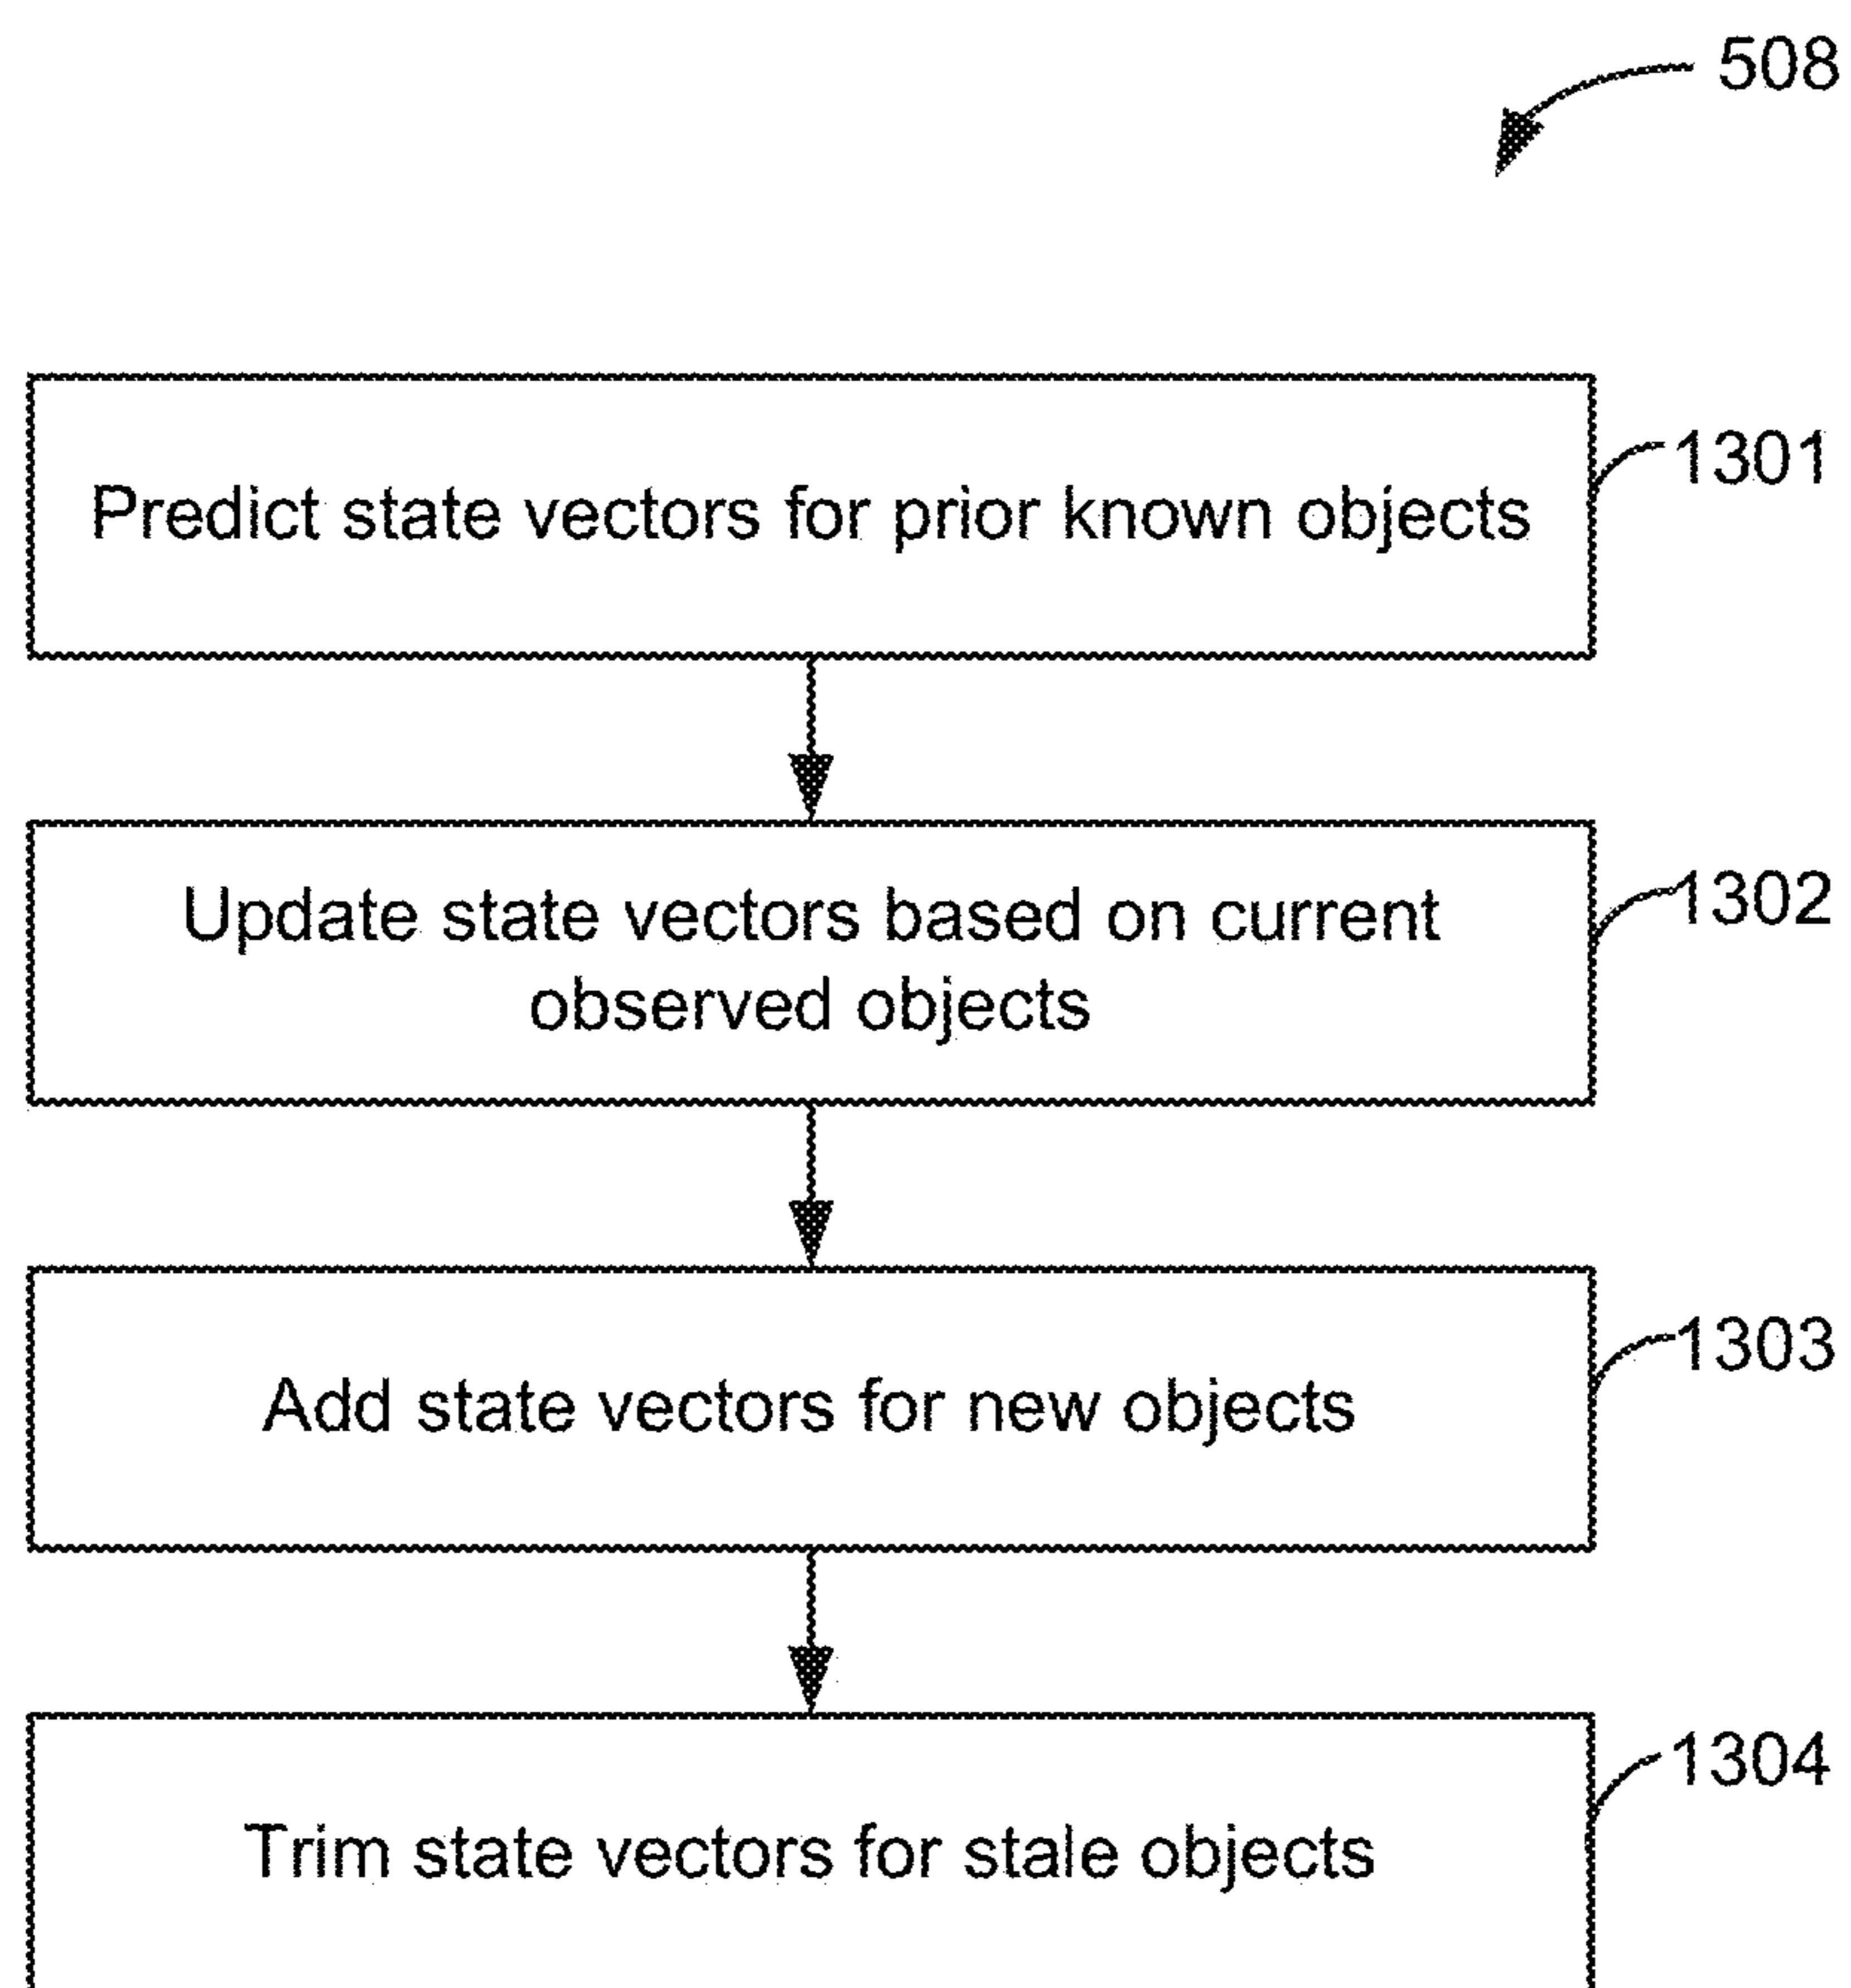 508
1301
Predict state vectors for prior known objects
1302
Update state vectors based on current
observed objects
1303
Add state vectors for new objects
1304
Trim state vectors for stale objects